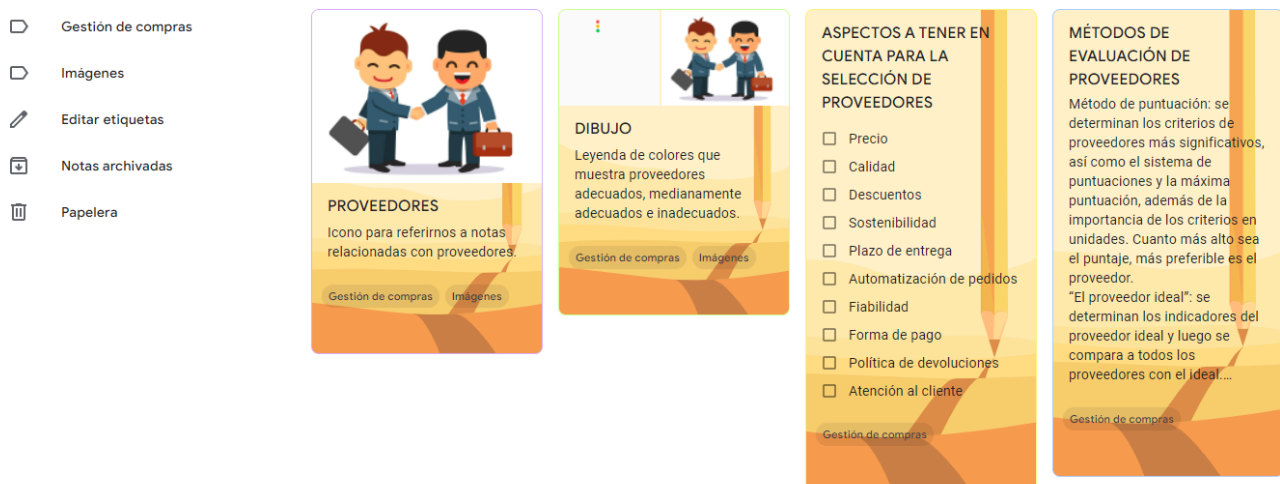 Gestión de compras
Imágenes
Editar etiquetas
Notas archivadas
Papelera
PROVEEDORES
Icono para referirnos a notas
relacionadas con proveedores.
Gestión de compras
Imágenes
DIBUJO
Leyenda de colores que
muestra proveedores
adecuados, medianamente
adecuados e inadecuados.
Gestión de compras
Imágenes
ASPECTOS A TENER EN
CUENTA PARA LA
SELECCIÓN DE
PROVEEDORES
Precio
Calidad
Descuentos
Sostenibilidad
Plazo de entrega
Automatización de pedidos
Fiabilidad
Forma de pago
Política de devoluciones
Atención al cliente
Gestión de compras
MÉTODOS DE
EVALUACIÓN DE
PROVEEDORES
Método de puntuación: se
determinan los criterios de
proveedores más significativos,
así como el sistema de
puntuaciones y la máxima
puntuación, además de la
importancia de los criterios en
unidades. Cuanto más alto sea
el puntaje, más preferible es el
proveedor.
“El proveedor ideal”: se
determinan los indicadores del
proveedor ideal y luego se
compara a todos los
proveedores con el ideal....
Gestión de compras